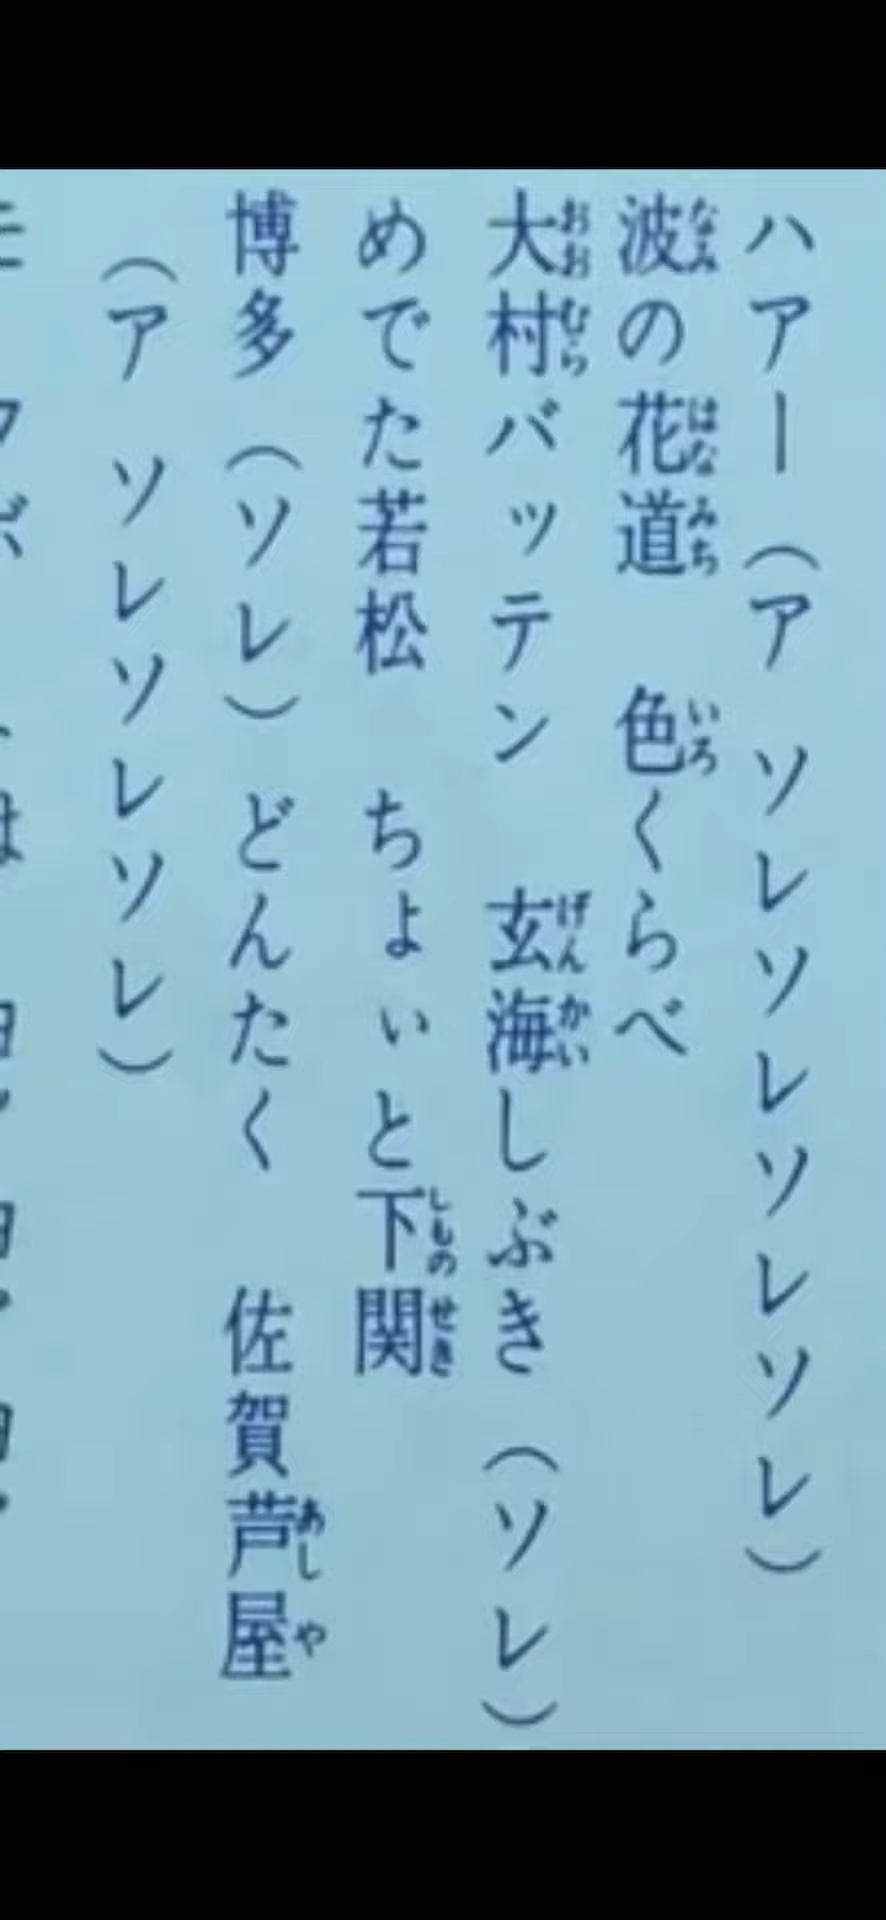 ハアー（ア ソレソレソレソレ）
波の花道 色くらべ
大村バッテン 玄海しぶき（ソレ）
めでた若松 ちょぃと下関
博多（ソレ）どんたく 佐賀芦屋
（ア ソレソレソレ）